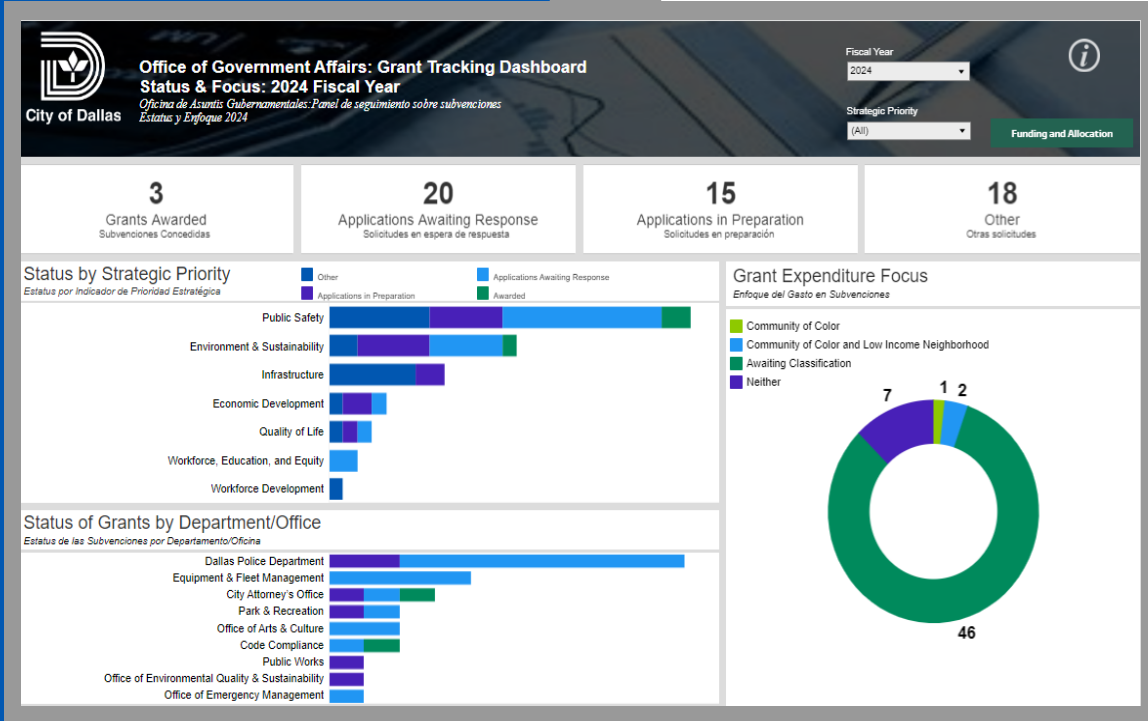 City of Dallas
Office of Government Affairs: Grant Tracking Dashboard
Status & Focus: 2024 Fiscal Year
Oficina de Asuntis Gubernamentales:Panel de seguimiento sobre subvenciones
Estatus y Enfoque 2024
Fiscal Year
2024
Strategic Priority
(All)
i
Funding and Allocation
3
Grants Awarded
Subvenciones Concedidas
20
Applications Awaiting Response
Solicitudes en espera de respuesta
15
Applications in Preparation
Solicitudes en preparación
18
Other
Otras solicitudes
Status by Strategic Priority
Estatus por Indicador de Prioridad Estratégica
Other
Applications Awaiting Response
Applications in Preparation
Awarded
Public Safety
Environment & Sustainability
Infrastructure
Economic Development
Quality of Life
Workforce, Education, and Equity
Workforce Development
Status of Grants by Department/Office
Estatus de las Subvenciones por Departamento/Oficina
Dallas Police Department
Equipment & Fleet Management
City Attorney's Office
Park & Recreation
Office of Arts & Culture
Code Compliance
Public Works
Office of Environmental Quality & Sustainability
Office of Emergency Management
Grant Expenditure Focus
Enfoque del Gasto en Subvenciones
Community of Color
Community of Color and Low Income Neighborhood
Awaiting Classification
Neither
7
1
2
46